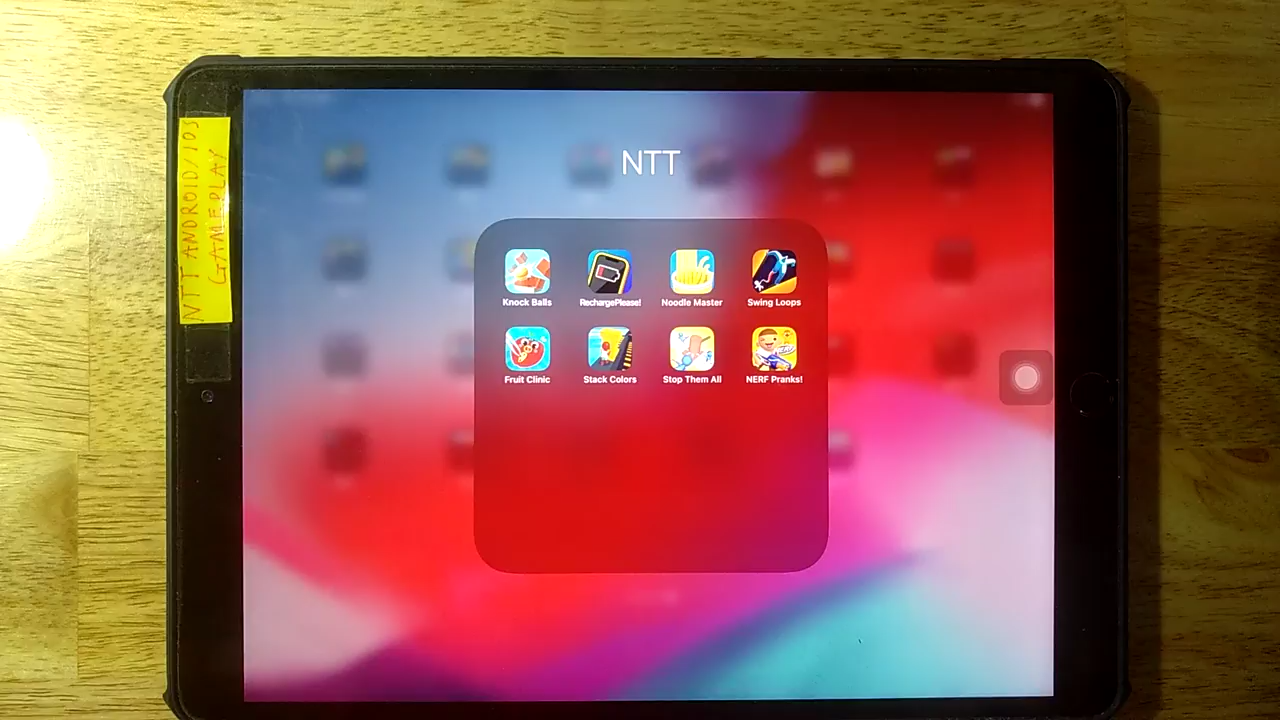 NTT ANDROID/IOS
GAMEPLAY
NTT
Knock Balls
RechargePlease!
Noodle Master
Swing Loops
Fruit Clinic
Stack Colors
Stop Them All
NERF Pranks!